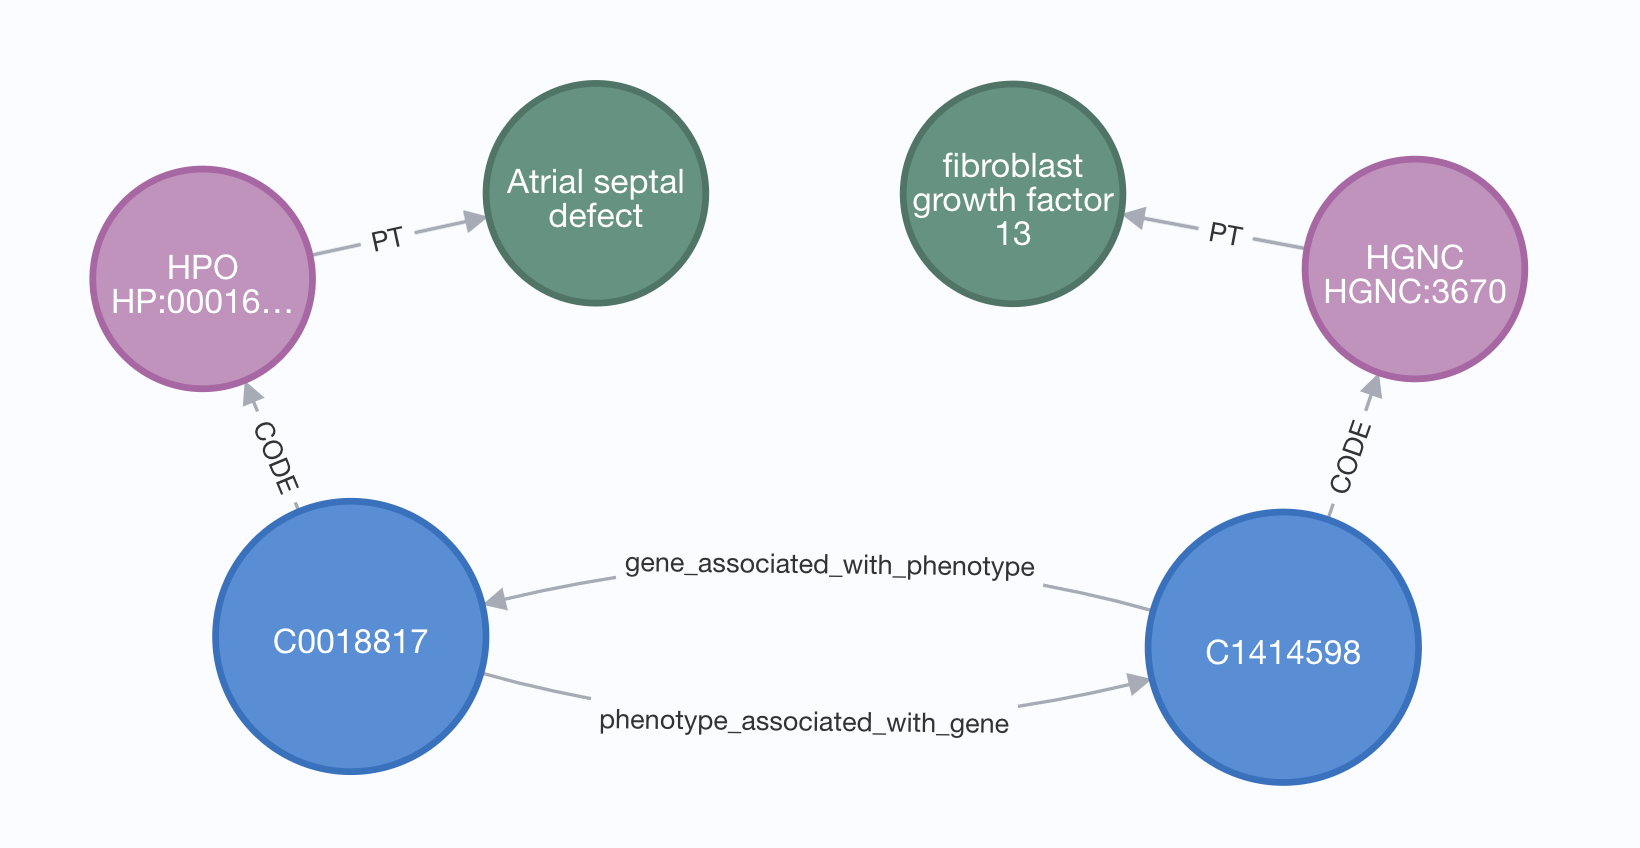 Atrial septal
defect
fibroblast
growth factor
13
HPO
HP:00016...
PT
PT
HGNC
HGNC:3670
CODE
CODE
gene_associated_with_phenotype
C0018817
C1414598
phenotype_associated_with_gene